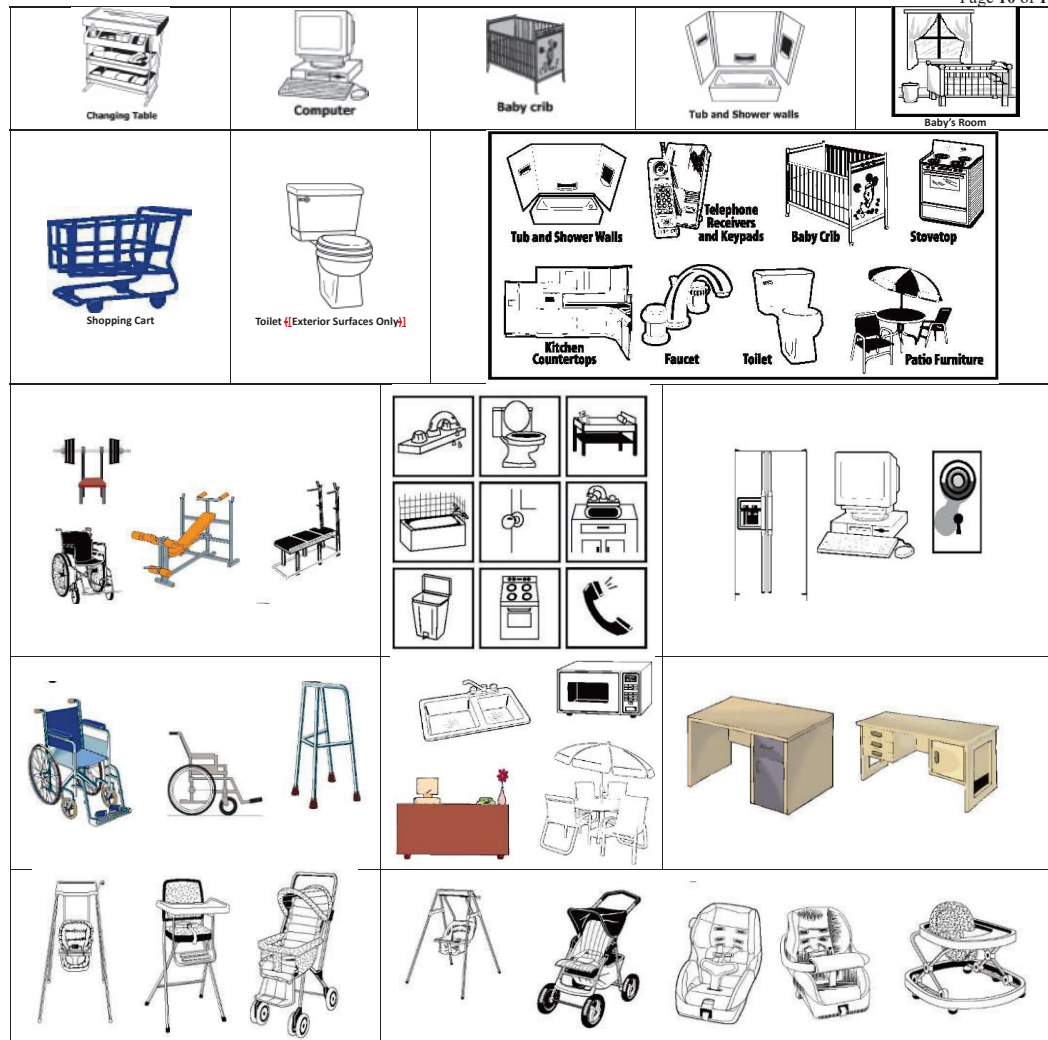 Page 10 of 1
Changing Table
Computer
Baby crib
Tub and Shower walls
Baby's Room
Shopping Cart
Toilet ([Exterior Surfaces Only)]
Tub and Shower Walls
Telephone
Receivers
and Keypads
Baby Crib
Stovetop
Kitchen
Countertops
Faucet
Toilet
Patio Furniture